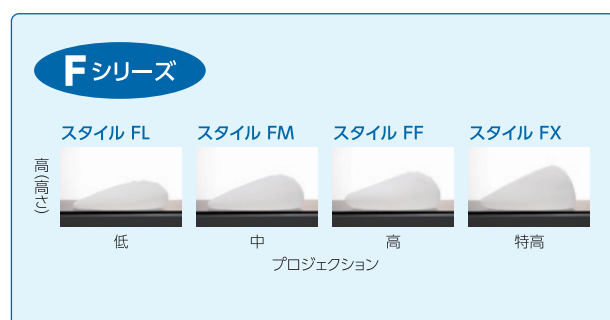 Fシリーズ
スタイル FL
スタイル FM
スタイル FF
スタイル FX
高(高さ)
低
中
高
特高
プロジェクション